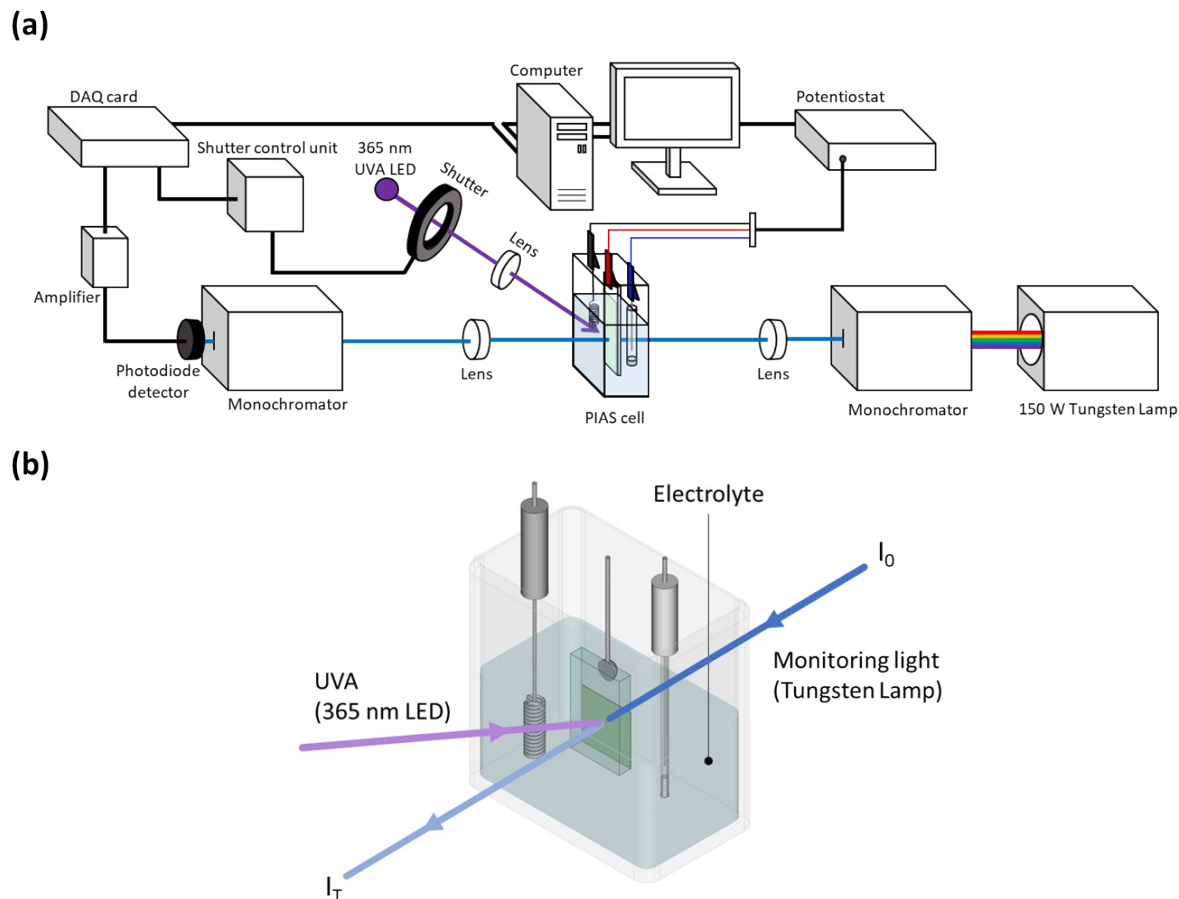 (a)
DAQ card
Shutter control unit
365 nm
UVA LED
Shutter
Computer
Potentiostat
Lens
Amplifier
Photodiode
detector
Monochromator
Lens
PIAS cell
Lens
Monochromator
150 W Tungsten Lamp
(b)
Electrolyte
I₀
Monitoring light
(Tungsten Lamp)
UVA
(365 nm LED)
I_T